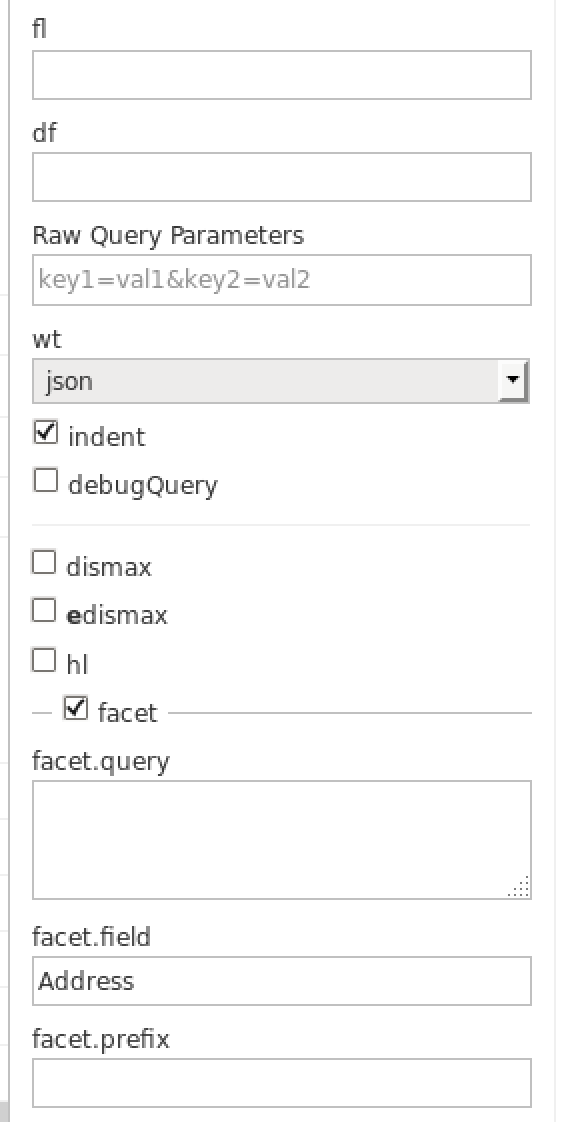 fl
df
Raw Query Parameters
key1=val1&key2=val2
wt
json
indent
debugQuery
dismax
edismax
hl
facet
facet.query
facet.field
Address
facet.prefix